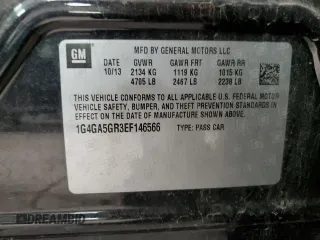 GM
MFD BY GENERAL MOTORS LLC
DATE GVWR GAWR FRT GAWR RR
10/13 2134 KG 1119 KG 1015 KG
4705 LB 2467 LB 2238 LB
THIS VEHICLE CONFORMS TO ALL APPLICABLE U.S. FEDERAL MOTOR
VEHICLE SAFETY, BUMPER, AND THEFT PREVENTION STANDARDS
IN EFFECT ON THE DATE OF MANUFACTURE SHOWN ABOVE.
1G4GA5GR3EF146566 TYPE: PASS CAR
DREAMBID